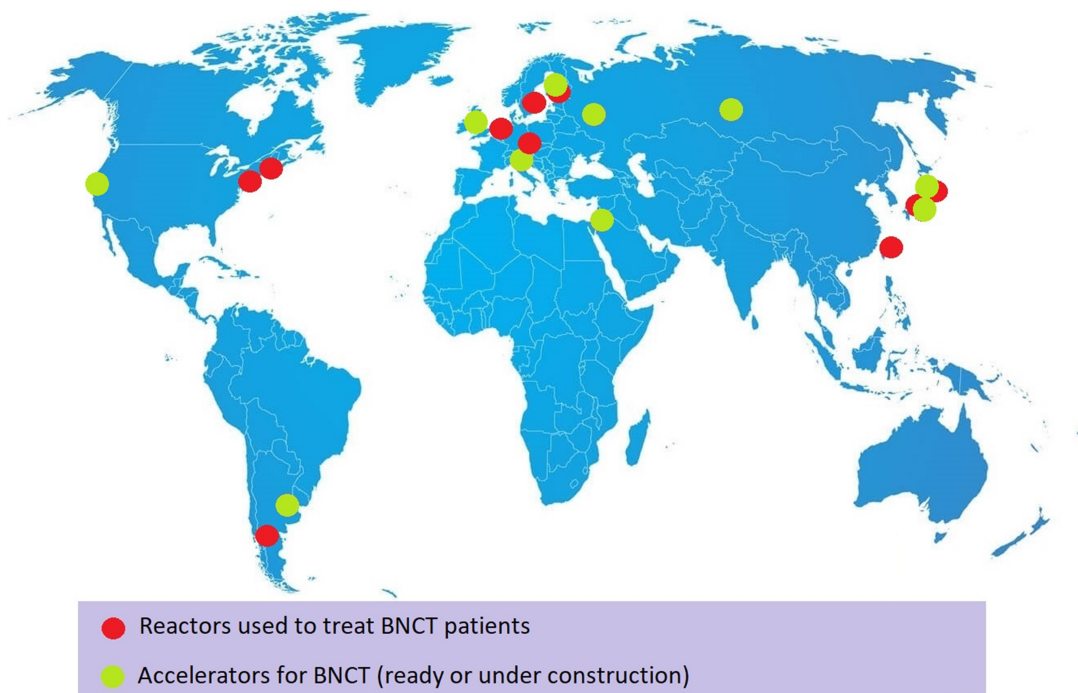 Reactors used to treat BNCT patients
Accelerators for BNCT (ready or under construction)